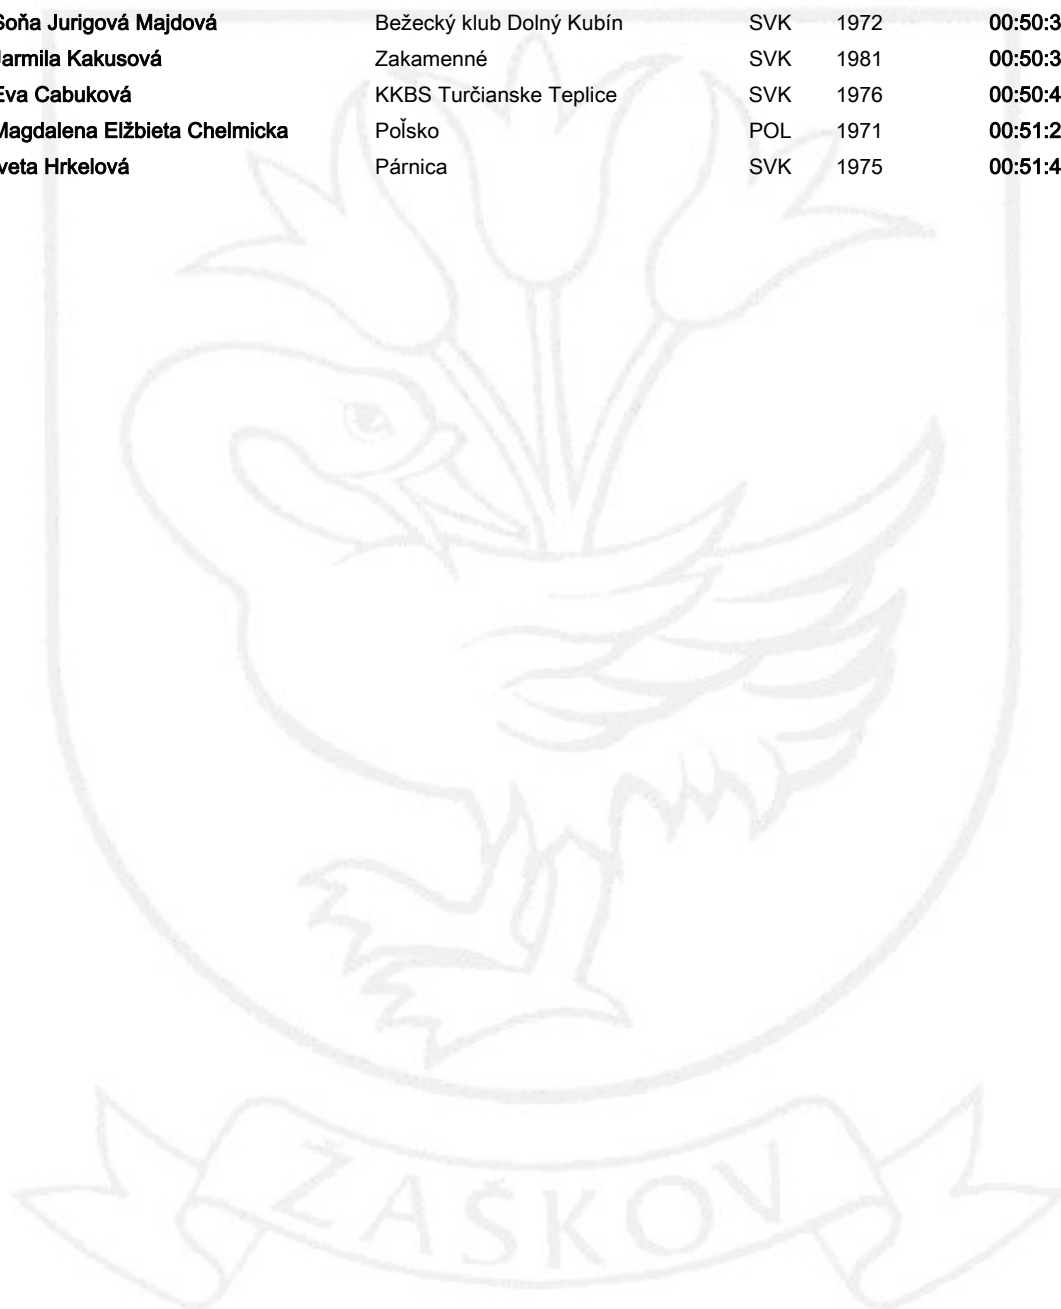 Soňa Jurigová Majdová Bežecký klub Dolný Kubín SVK 1972 00:50:3
Jarmila Kakusová Zakamenné SVK 1981 00:50:3
Eva Cabuková KKBS Turčianske Teplice SVK 1976 00:50:4
Magdalena Elžbieta Chelmicka Poĺsko POL 1971 00:51:2
Iveta Hrkelová Párnica SVK 1975 00:51:4
ŽAŠKOV